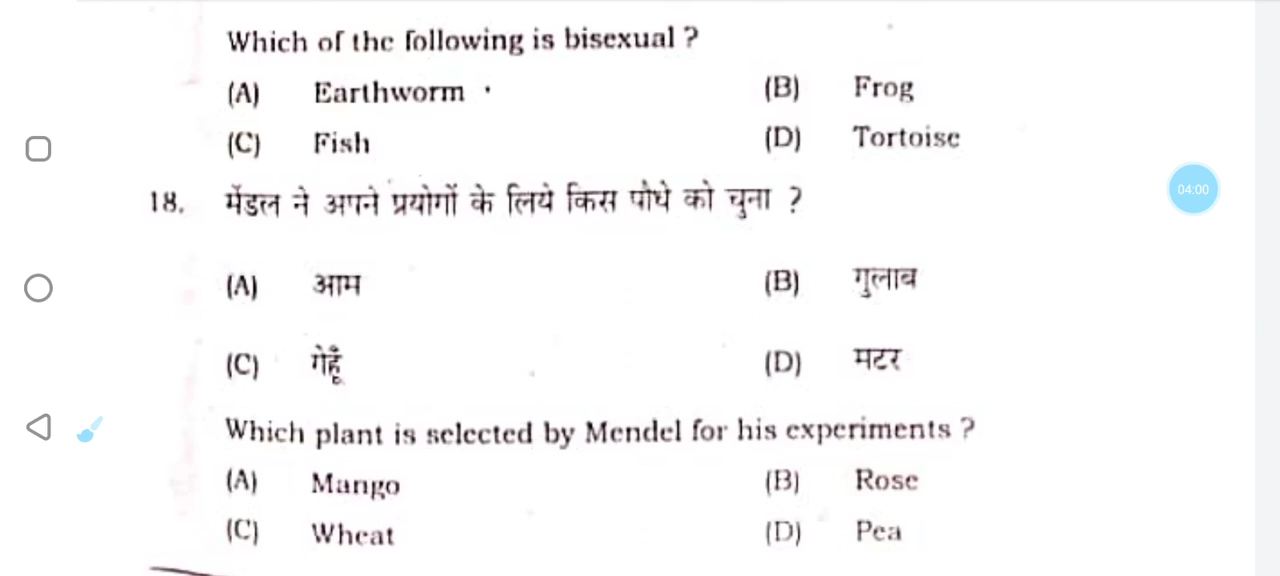 Which of the following is bisexual ?
(A) Earthworm (B) Frog
(C) Fish (D) Tortoise
04:00
18. मेंडल ने अपने प्रयोगों के लिये किस पौधे को चुना ?
(A) आम (B) गुलाब
(C) गेहूँ (D) मटर
Which plant is selected by Mendel for his experiments ?
(A) Mango (B) Rose
(C) Wheat (D) Pea